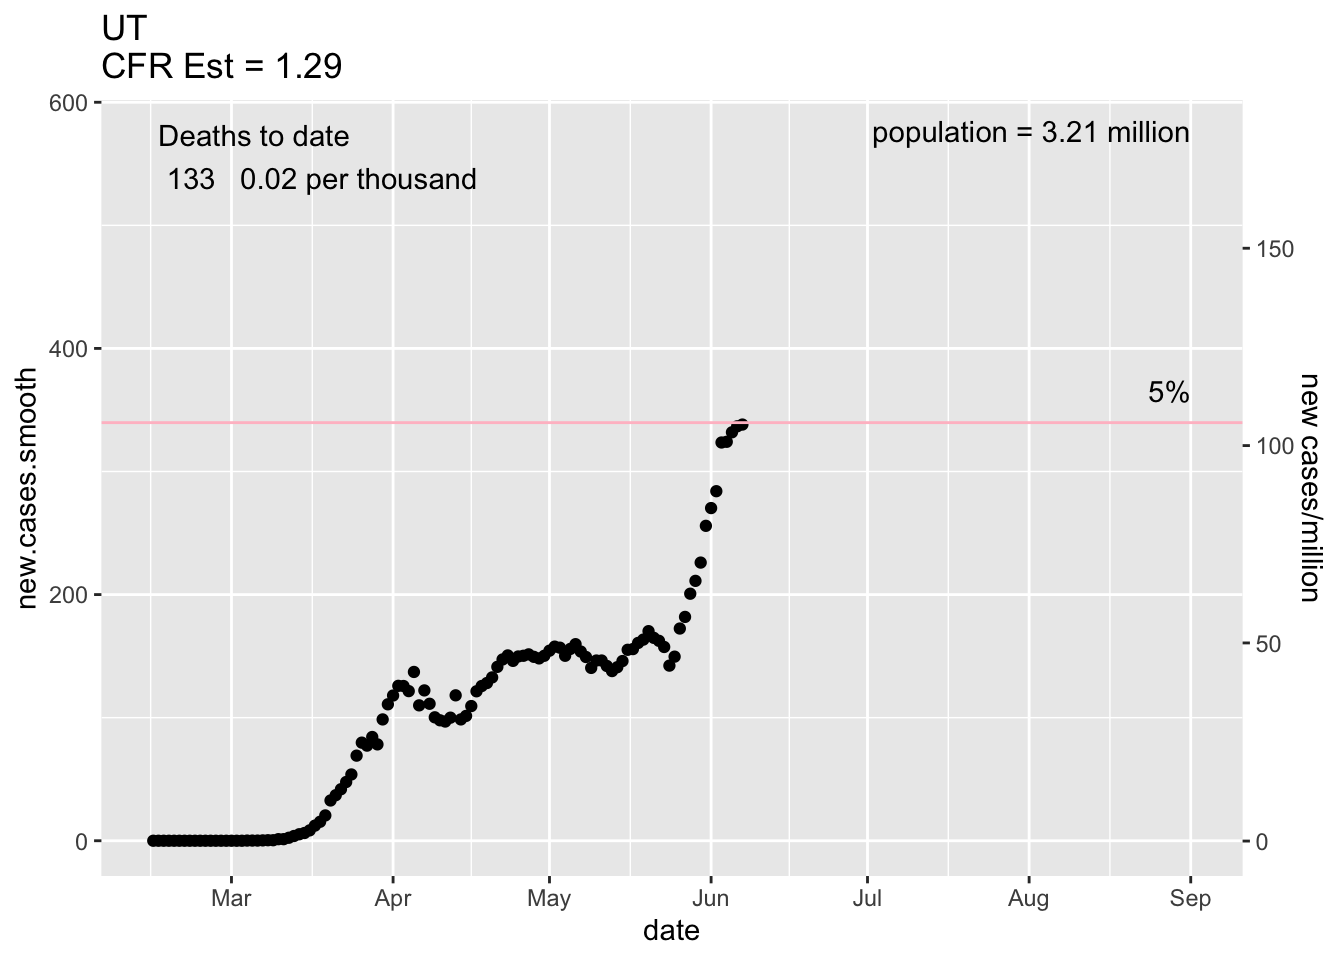 UT
CFR Est = 1.29
600
400
200
0
new.cases.smooth
Deaths to date
133 0.02 per thousand
population = 3.21 million
5%
150
100
50
0
new cases/million
Mar Apr May Jun Jul Aug Sep
date